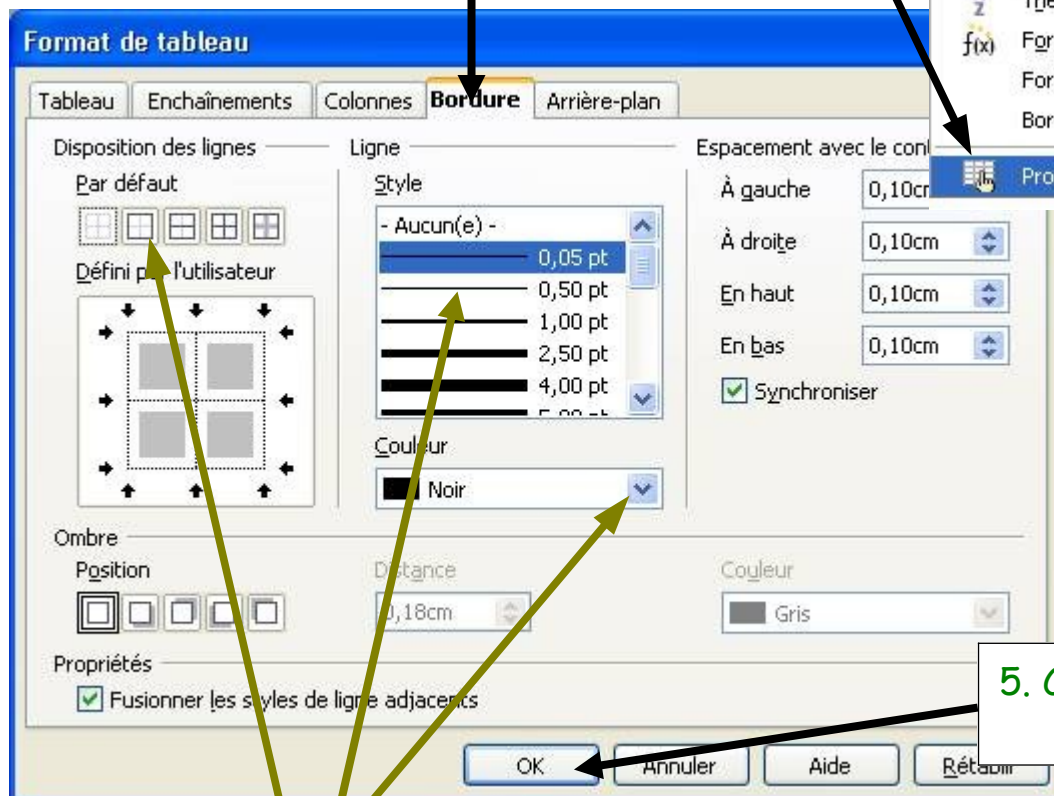 Format de tableau
Tableau Enchaînements Colonnes Bordure Arrière-plan
Disposition des lignes
Par défaut
Défini par l'utilisateur
Ligne
Style
- Aucun(e) -
0,05 pt
0,50 pt
1,00 pt
2,50 pt
4,00 pt
Couleur
Noir
Espacement avec le
À gauche
À droite 0,10cm
En haut 0,10cm
En bas 0,10cm
Synchroniser
Ombre
Position
Distance
0,18cm
Couleur
Gris
Propriétés
Fusionner les styles de ligne adjacents
OK Annuler Aide Rétablir
f(x) For
For
Bor
Pro
5.